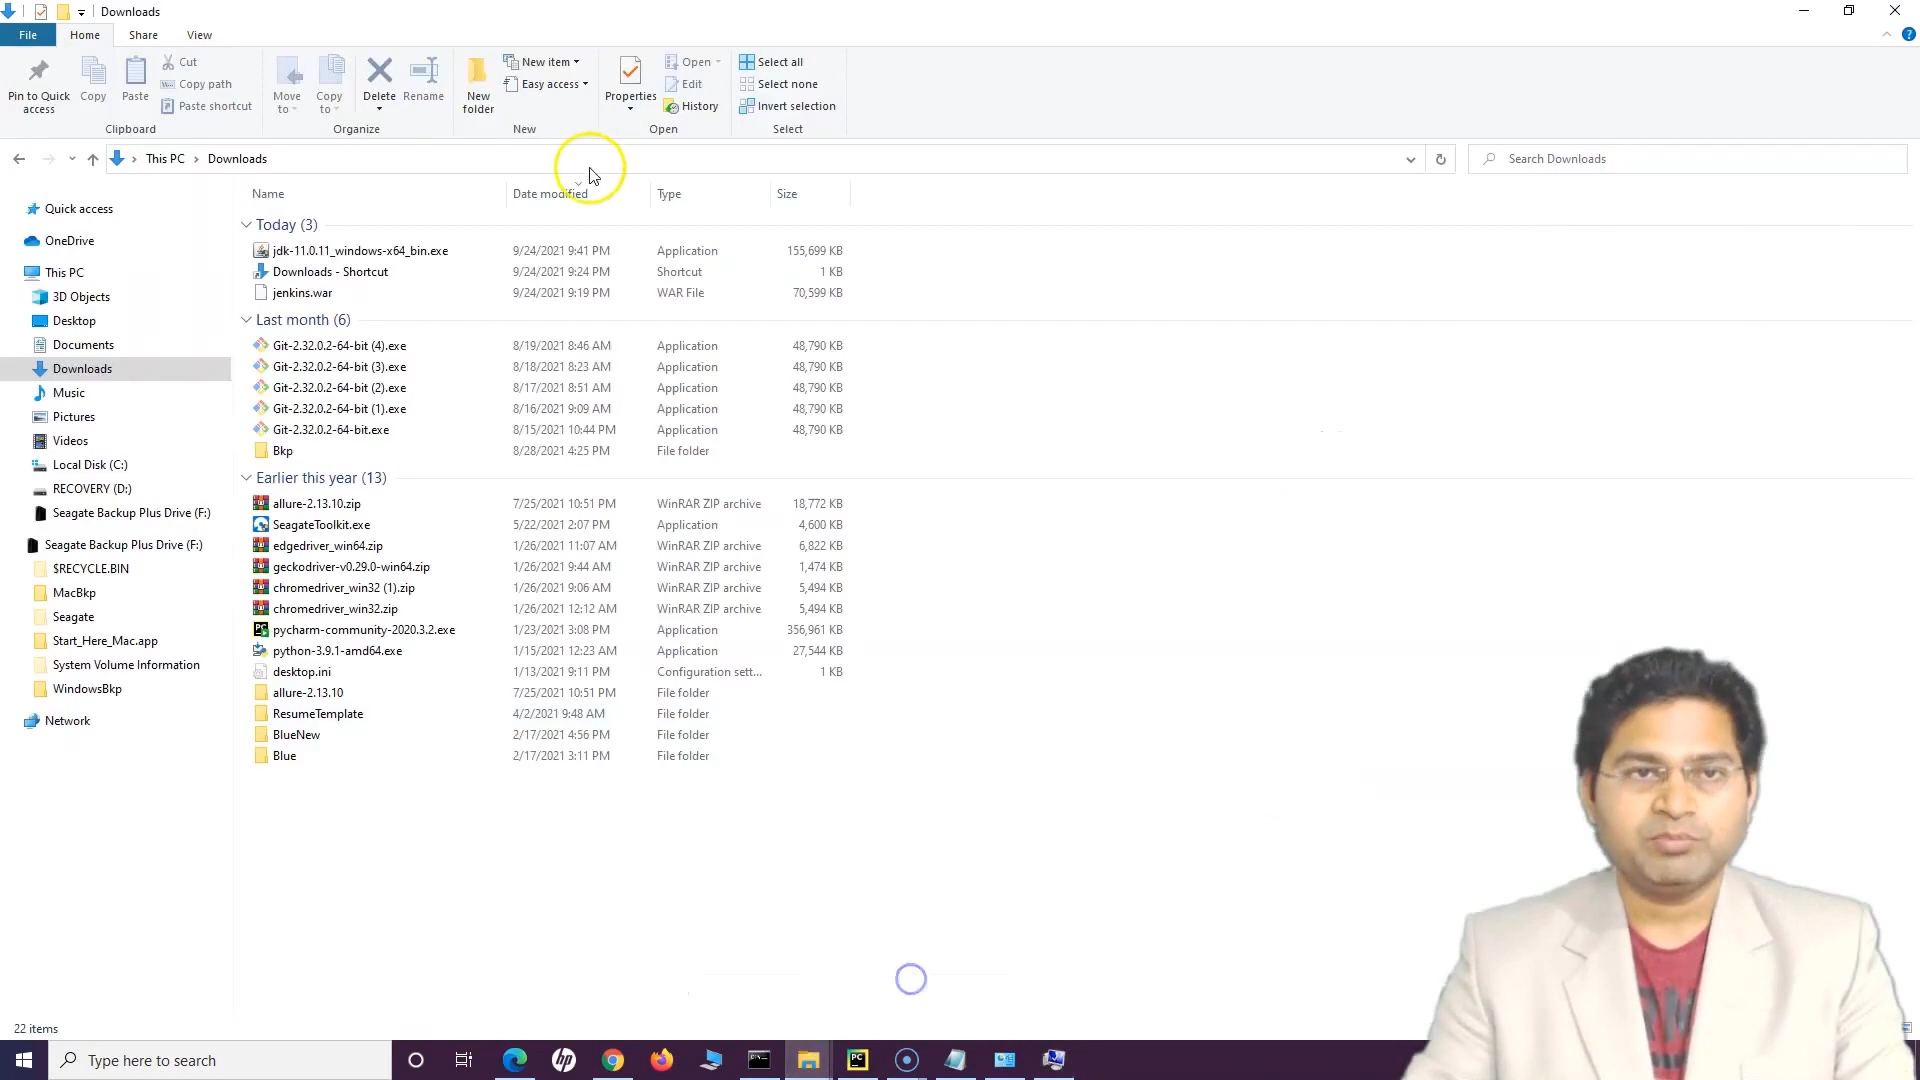 Downloads
File Home Share View
Pin to Quick access
Copy
Paste
Cut
Copy path
Paste shortcut
Clipboard
Move to
Copy to
Delete
Rename
Organize
New folder
New item
Easy access
New
Properties
Open
Edit
History
Open
Select all
Select none
Invert selection
Select
This PC Downloads
Search Downloads
Quick access
OneDrive
This PC
3D Objects
Desktop
Documents
Downloads
Music
Pictures
Videos
Local Disk (C:)
RECOVERY (D:)
Seagate Backup Plus Drive (F:)
Seagate Backup Plus Drive (F:)
$RECYCLE.BIN
MacBkp
Seagate
Start_Here_Mac.app
System Volume Information
WindowsBkp
Network
Name Date modified Type Size
Today (3)
jdk-11.0.11_windows-x64_bin.exe 9/24/2021 9:41 PM Application 155,699 KB
Downloads - Shortcut 9/24/2021 9:24 PM Shortcut 1 KB
jenkins.war 9/24/2021 9:19 PM WAR File 70,599 KB
Last month (6)
Git-2.32.0.2-64-bit (4).exe 8/19/2021 8:46 AM Application 48,790 KB
Git-2.32.0.2-64-bit (3).exe 8/18/2021 8:23 AM Application 48,790 KB
Git-2.32.0.2-64-bit (2).exe 8/17/2021 8:51 AM Application 48,790 KB
Git-2.32.0.2-64-bit (1).exe 8/16/2021 9:09 AM Application 48,790 KB
Git-2.32.0.2-64-bit.exe 8/15/2021 10:44 PM Application 48,790 KB
Bkp 8/28/2021 4:25 PM File folder
Earlier this year (13)
allure-2.13.10.zip 7/25/2021 10:51 PM WinRAR ZIP archive 18,772 KB
SeagateToolkit.exe 5/22/2021 2:07 PM Application 4,600 KB
edgedriver_win64.zip 1/26/2021 11:07 AM WinRAR ZIP archive 6,822 KB
geckodriver-v0.29.0-win64.zip 1/26/2021 9:44 AM WinRAR ZIP archive 1,474 KB
chromedriver_win32 (1).zip 1/26/2021 9:06 AM WinRAR ZIP archive 5,494 KB
chromedriver_win32.zip 1/26/2021 12:12 AM WinRAR ZIP archive 5,494 KB
pycharm-community-2020.3.2.exe 1/23/2021 3:08 PM Application 356,961 KB
python-3.9.1-amd64.exe 1/15/2021 12:23 AM Application 27,544 KB
desktop.ini 1/13/2021 9:11 PM Configuration sett... 1 KB
allure-2.13.10 7/25/2021 10:51 PM File folder
ResumeTemplate 4/2/2021 9:48 AM File folder
BlueNew 2/17/2021 4:56 PM File folder
Blue 2/17/2021 3:11 PM File folder
22 items
Type here to search